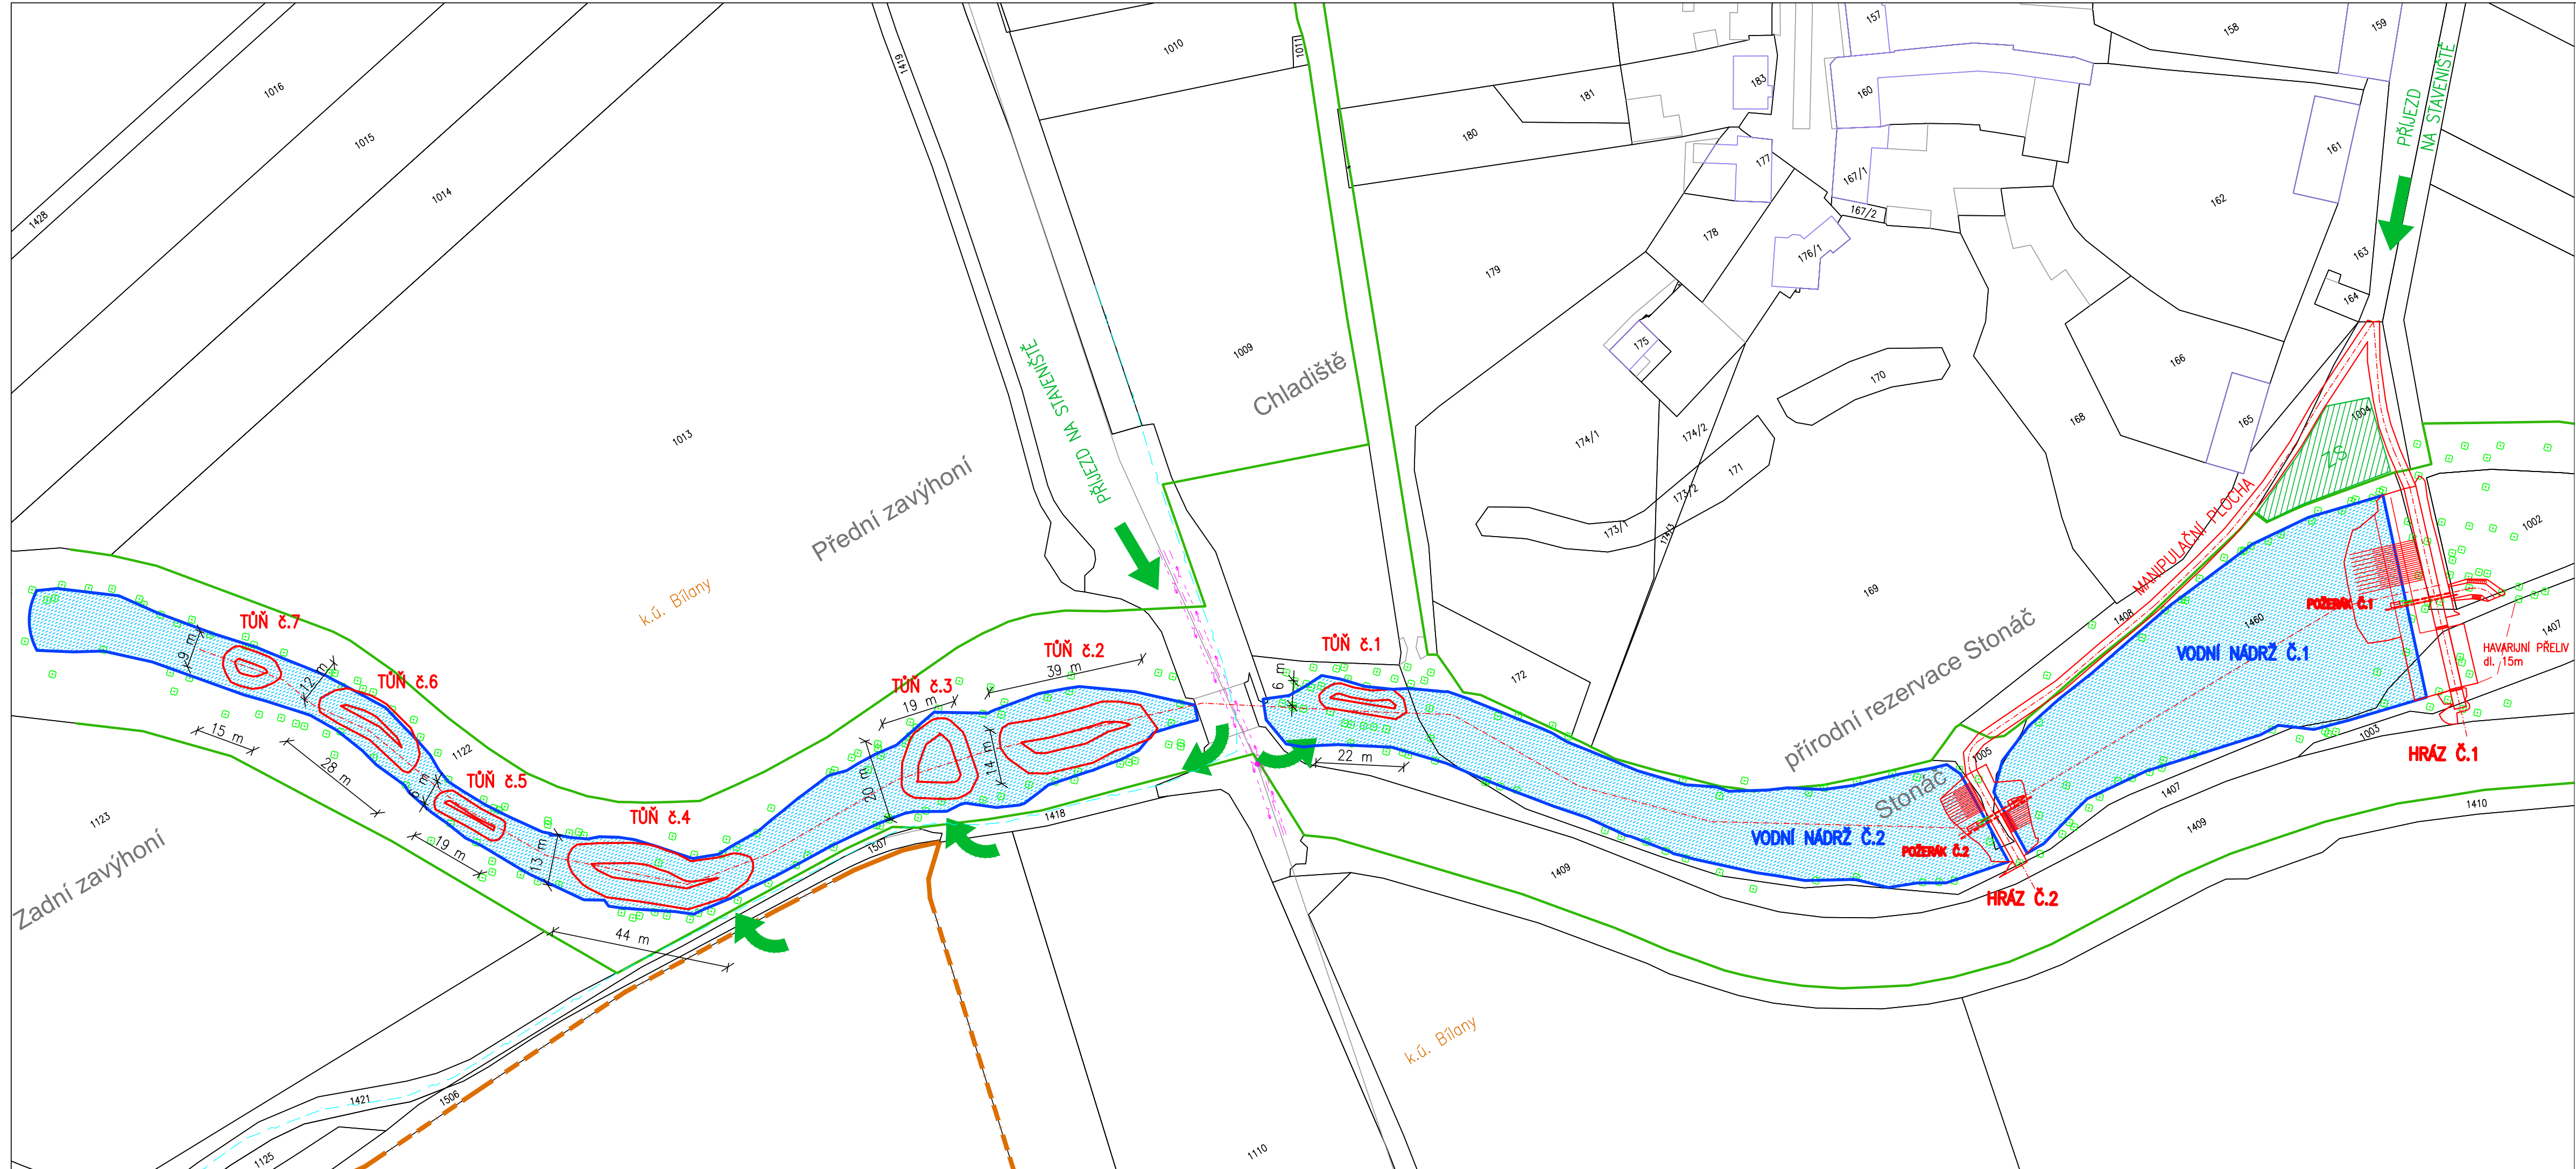 1016
1015
1014
1428
1419
1010
1011
181
180
183
157
160
158
159
PŘÍJEZD
NA STAVENIŠTĚ
161
177
167/1
167/2
162
178
176/1
179
163
164
175
166
170
1009
Chladiště
PŘÍJEZD NA STAVENIŠTĚ
1013
Přední zavýhoní
174/1
174/2
168
165
1004
ZS
171
173/2
173/1
174/3
1002
MANIPULAČNÍ PLOCHA
169
1408
1460
POŽERÁK Č.1
1407
HAVARIJNÍ PŘELIV
dl. 15m
VODNÍ NÁDRŽ Č.1
k.ú. Bílany
TŮŇ č.7
9 m
12 m
TŮŇ č.6
TŮŇ č.2
39 m
TŮŇ č.3
19 m
TŮŇ č.1
6 m
172
přírodní rezervace Stonáč
15 m
28 m
1122
TŮŇ č.5
6 m
20 m
14 m
22 m
1005
1003
HRÁZ Č.1
Stonáč
1407
1410
TŮŇ č.4
1123
Zadní zavýhoní
19 m
13 m
1418
1507
VODNÍ NÁDRŽ Č.2
POŽERÁK Č.2
1409
1409
HRÁZ Č.2
44 m
k.ú. Bílany
1421
1506
1125
1110